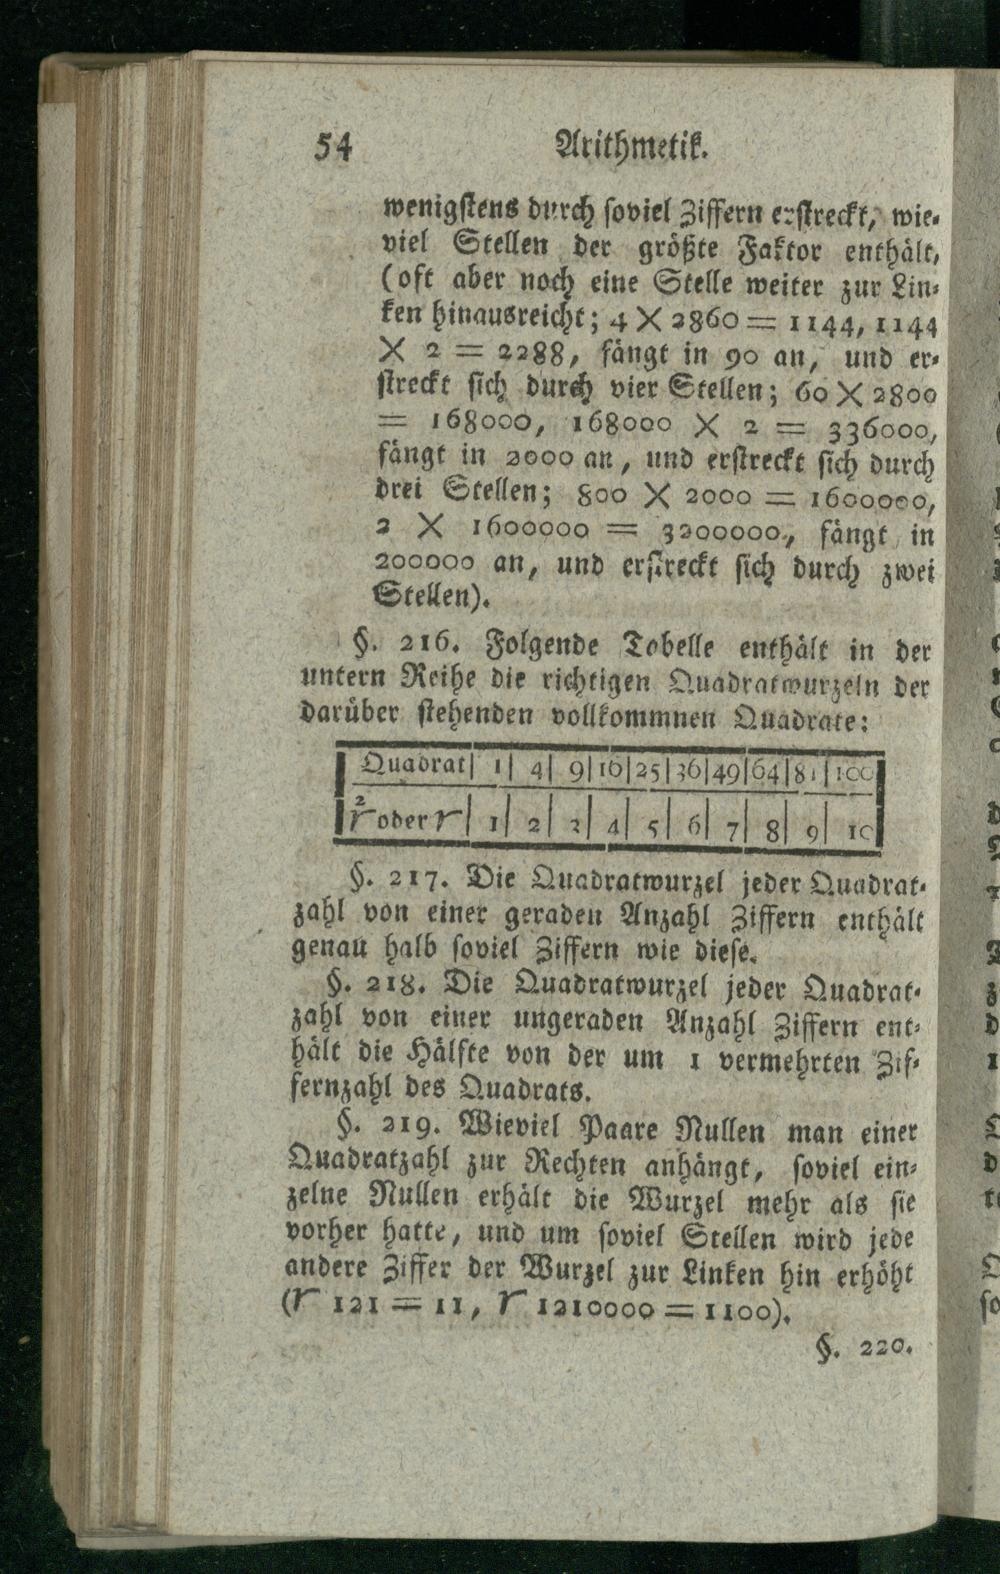 54 Arithmetik.
wenigstens durch soviel Ziffern erstreckt, wie-
viel Stellen der größte Faktor enthält,
(oft aber noch eine Stelle weiter zur Lin-
ken hinausreicht; 4 × 2860 = 1144, 1144
× 2 = 2288, fängt in 90 an, und er-
streckt sich durch vier Stellen; 60 × 2800
= 168000, 168000 × 2 = 336000,
fängt in 2000 an, und erstreckt sich durch
drei Stellen; 800 × 2000 = 1600000,
2 × 1600000 = 3200000, fängt in
200000 an, und erstreckt sich durch zwei
Stellen).
§. 216. Folgende Tabelle enthält in der
untern Reihe die richtigen Quadratwurzeln der
darüber stehenden vollkommnen Quadrate:
Quadrat | 1 | 4 | 9 | 16 | 25 | 36 | 49 | 64 | 81 | 100
²√ oder √ | 1 | 2 | 3 | 4 | 5 | 6 | 7 | 8 | 9 | 10
§. 217. Die Quadratwurzel jeder Quadrat-
zahl von einer geraden Anzahl Ziffern enthält
genau halb soviel Ziffern wie diese.
§. 218. Die Quadratwurzel jeder Quadrat-
zahl von einer ungeraden Anzahl Ziffern ent-
hält die Hälfte von der um 1 vermehrten Zif-
fernzahl des Quadrats.
§. 219. Wieviel Paare Nullen man einer
Quadratzahl zur Rechten anhängt, soviel ein-
zelne Nullen erhält die Wurzel mehr als sie
vorher hatte, und um soviel Stellen wird jede
andere Ziffer der Wurzel zur Linken hin erhöht
(√ 121 = 11, √ 1210000 = 1100).
§. 220.